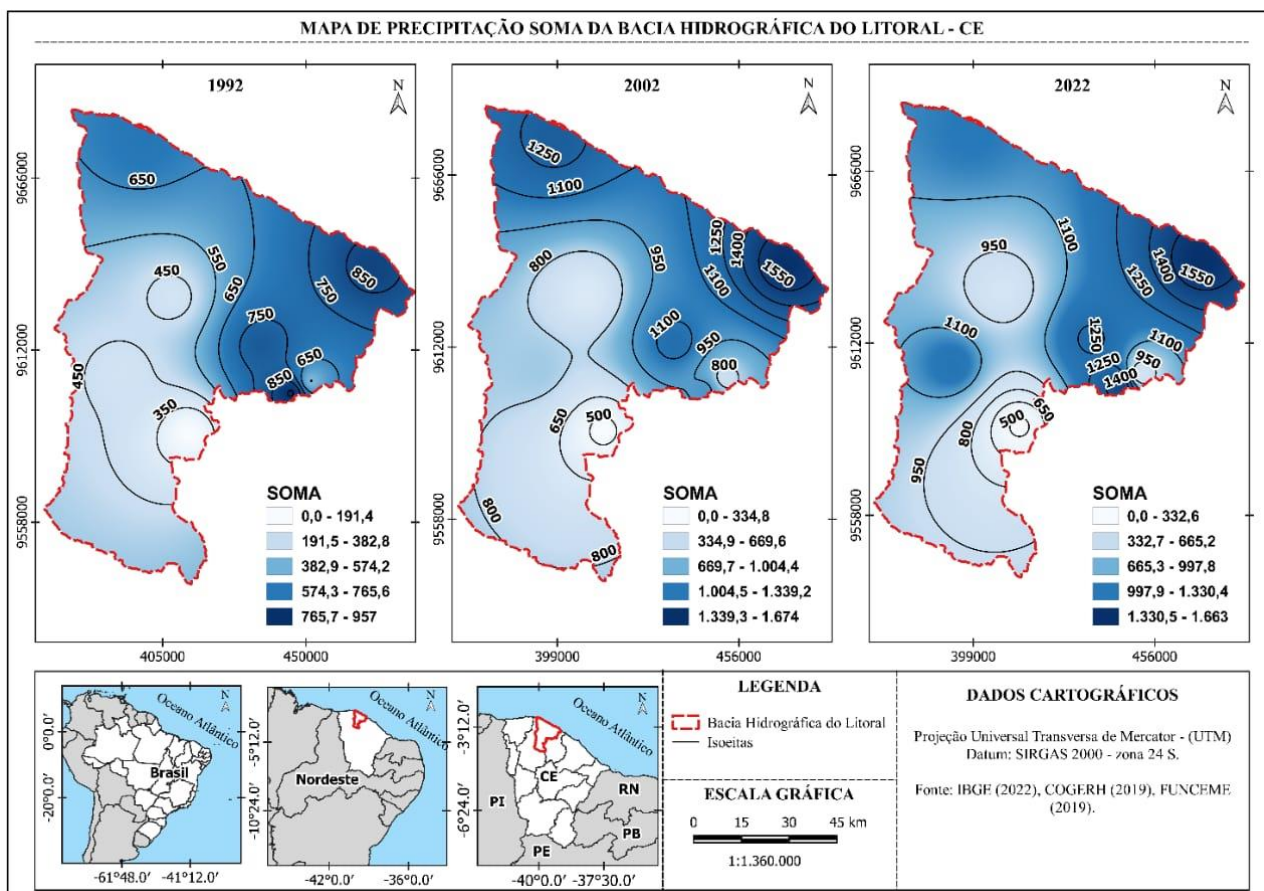 MAPA DE PRECIPITAÇÃO SOMA DA BACIA HIDROGRÁFICA DO LITORAL - CE
1992
N
9666000
9612000
9558000
650
550
650
450
750
850
750
650
850
450
350
SOMA
0,0 - 191,4
191,5 - 382,8
382,9 - 574,2
574,3 - 765,6
765,7 - 957
405000
450000
2002
N
9666000
9612000
9558000
1250
1100
800
950
1250
1400
1550
1100
1100
950
800
650
500
800
800
SOMA
0,0 - 334,8
334,9 - 669,6
669,7 - 1.004,4
1.004,5 - 1.339,2
1.339,3 - 1.674
399000
456000
2022
N
9666000
9612000
9558000
950
1100
1250
1400
1550
1100
1250
1250
1400
1100
950
650
500
800
950
SOMA
0,0 - 332,6
332,7 - 665,2
665,3 - 997,8
997,9 - 1.330,4
1.330,5 - 1.663
399000
456000
N
Oceano Atlântico
Brasil
0°0.0'
-20°0.0'
-61°48.0'
-41°12.0'
N
Oceano Atlântico
Nordeste
-5°12.0'
-10°24.0'
-42°0.0'
-36°0.0'
N
Oceano Atlântico
CE
RN
PI
PB
PE
-3°12.0'
-6°24.0'
-40°0.0'
-37°30.0'
LEGENDA
Bacia Hidrográfica do Litoral
Isoeitas
ESCALA GRÁFICA
0 15 30 45 km
1:1.360.000
DADOS CARTOGRÁFICOS
Projeção Universal Transversa de Mercator - (UTM)
Datum: SIRGAS 2000 - zona 24 S.
Fonte: IBGE (2022), COGERH (2019), FUNCEME
(2019).